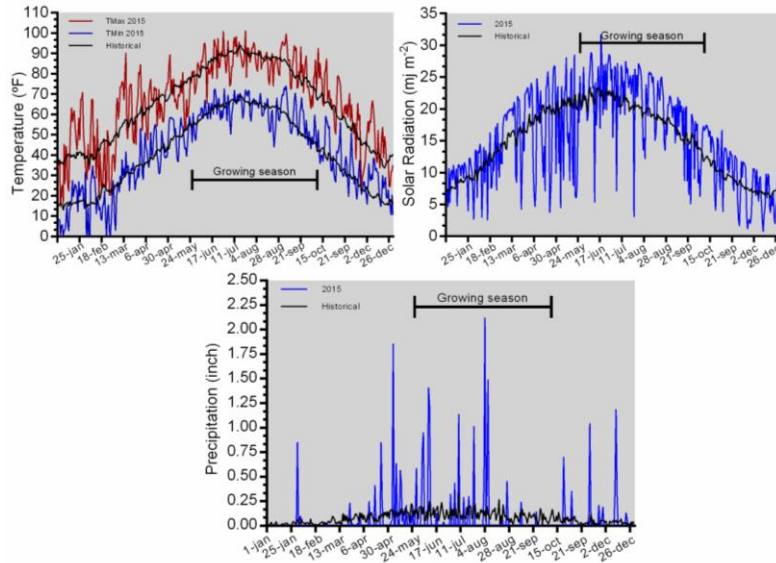 TMax 2015
TMin 2015
Historical
Growing season
Temperature (ºF)
110
100
90
80
70
60
50
40
30
20
10
0
25-jan
18-feb
13-mar
6-apr
30-apr
24-may
17-jun
11-jul
4-aug
28-aug
21-sep
15-oct
21-sep
2-dec
26-dec
2015
Historical
Growing season
Solar Radiation (mj m-2)
35
30
25
20
15
10
5
0
25-jan
18-feb
13-mar
6-apr
30-apr
24-may
17-jun
11-jul
4-aug
28-aug
21-sep
15-oct
21-sep
2-dec
26-dec
2015
Historical
Growing season
Precipitation (inch)
2.50
2.25
2.00
1.75
1.50
1.25
1.00
0.75
0.50
0.25
0.00
1-jan
25-jan
18-feb
13-mar
6-apr
30-apr
24-may
17-jun
11-jul
4-aug
28-aug
21-sep
15-oct
21-sep
2-dec
26-dec